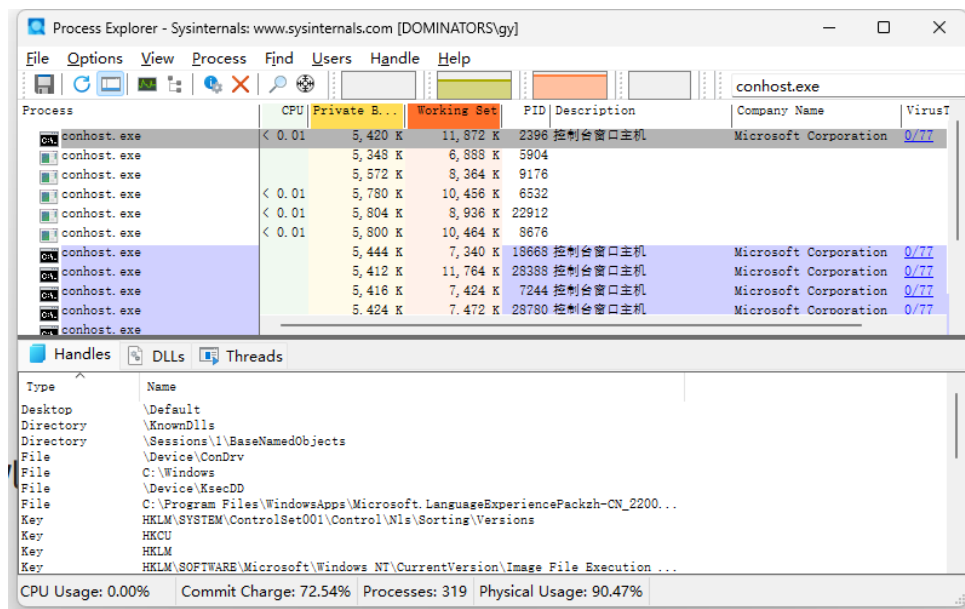 Process Explorer - Sysinternals: www.sysinternals.com [DOMINATORS\gy]
File Options View Process Find Users Handle Help
conhost.exe
Process CPU Private B... Working Set PID Description Company Name VirusT
conhost.exe < 0.01 5,420 K 11,872 K 2396 控制台窗口主机 Microsoft Corporation 0/77
conhost.exe 5,348 K 6,888 K 5904
conhost.exe 5,572 K 8,364 K 9176
conhost.exe < 0.01 5,780 K 10,456 K 6532
conhost.exe < 0.01 5,804 K 8,936 K 22912
conhost.exe < 0.01 5,800 K 10,464 K 8676
conhost.exe 5,444 K 7,340 K 18668 控制台窗口主机 Microsoft Corporation 0/77
conhost.exe 5,412 K 11,764 K 28388 控制台窗口主机 Microsoft Corporation 0/77
conhost.exe 5,416 K 7,424 K 7244 控制台窗口主机 Microsoft Corporation 0/77
conhost.exe 5,424 K 7,472 K 28780 控制台窗口主机 Microsoft Corporation 0/77
conhost.exe
Handles DLLs Threads
Type Name
Desktop \Default
Directory \KnownDlls
Directory \Sessions\1\BaseNamedObjects
File \Device\ConDrv
File C:\Windows
File \Device\KsecDD
File C:\Program Files\WindowsApps\Microsoft.LanguageExperiencePackzh-CN_2200...
Key HKLM\SYSTEM\ControlSet001\Control\Nls\Sorting\Versions
Key HKCU
Key HKLM
Key HKLM\SOFTWARE\Microsoft\Windows NT\CurrentVersion\Image File Execution ...
CPU Usage: 0.00% Commit Charge: 72.54% Processes: 319 Physical Usage: 90.47%